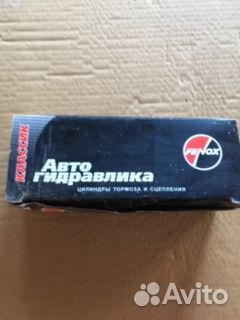 КЛАССИК
Авто
гидравлика
ЦИЛИНДРЫ ТОРМОЗА И СЦЕПЛЕНИЯ
FENOX
Avito